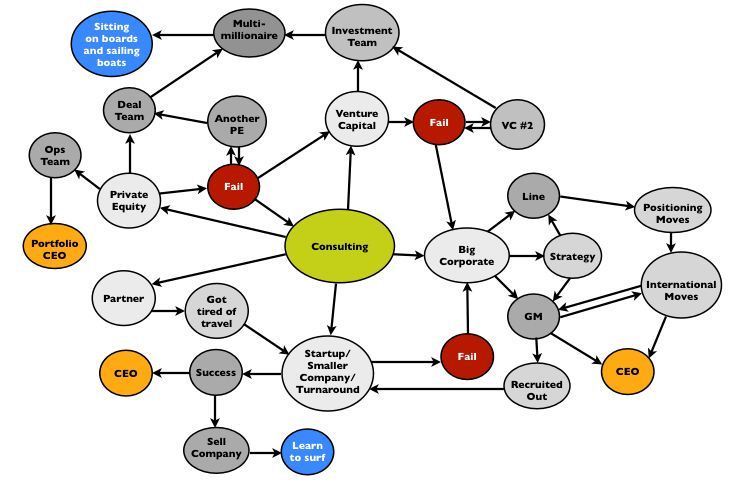 Sitting
on boards
and sailing
boats
Multi-
millionaire
Investment
Team
Deal
Team
Another
PE
Venture
Capital
Fail
VC #2
Ops
Team
Private
Equity
Fail
Line
Positioning
Moves
Portfolio
CEO
Consulting
Big
Corporate
Strategy
International
Moves
Partner
Got
tired of
travel
GM
Startup/
Smaller
Company/
Turnaround
Fail
CEO
Success
CEO
Recruited
Out
Sell
Company
Learn
to surf